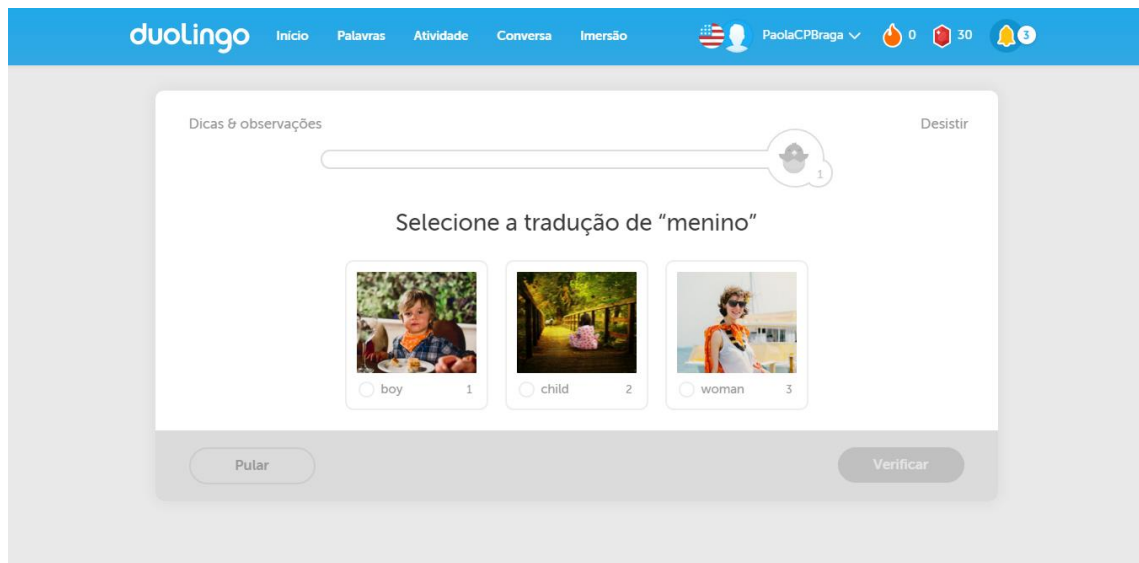 duolingo Início Palavras Atividade Conversa Imersão PaolaCPBraga 0 30 3
Dicas & observações Desistir
1
Selecione a tradução de “menino”
boy 1 child 2 woman 3
Pular Verificar